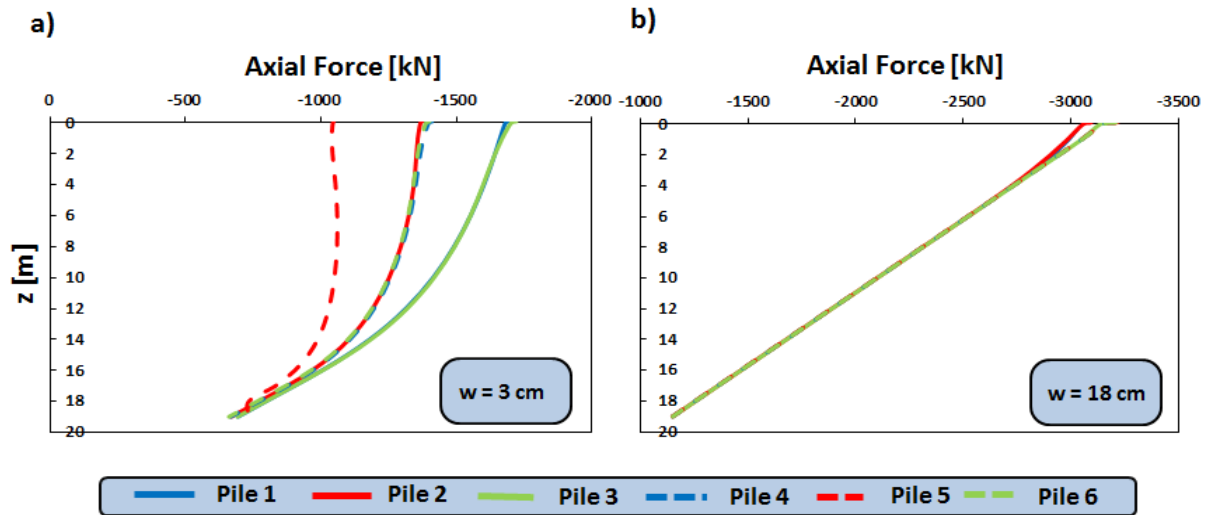 a)
Axial Force [kN]
0 -500 -1000 -1500 -2000
0
2
4
6
8
10
12
14
16
18
20
z [m]
w = 3 cm
b)
Axial Force [kN]
-1000 -1500 -2000 -2500 -3000 -3500
0
2
4
6
8
10
12
14
16
18
20
w = 18 cm
Pile 1 Pile 2 Pile 3 Pile 4 Pile 5 Pile 6